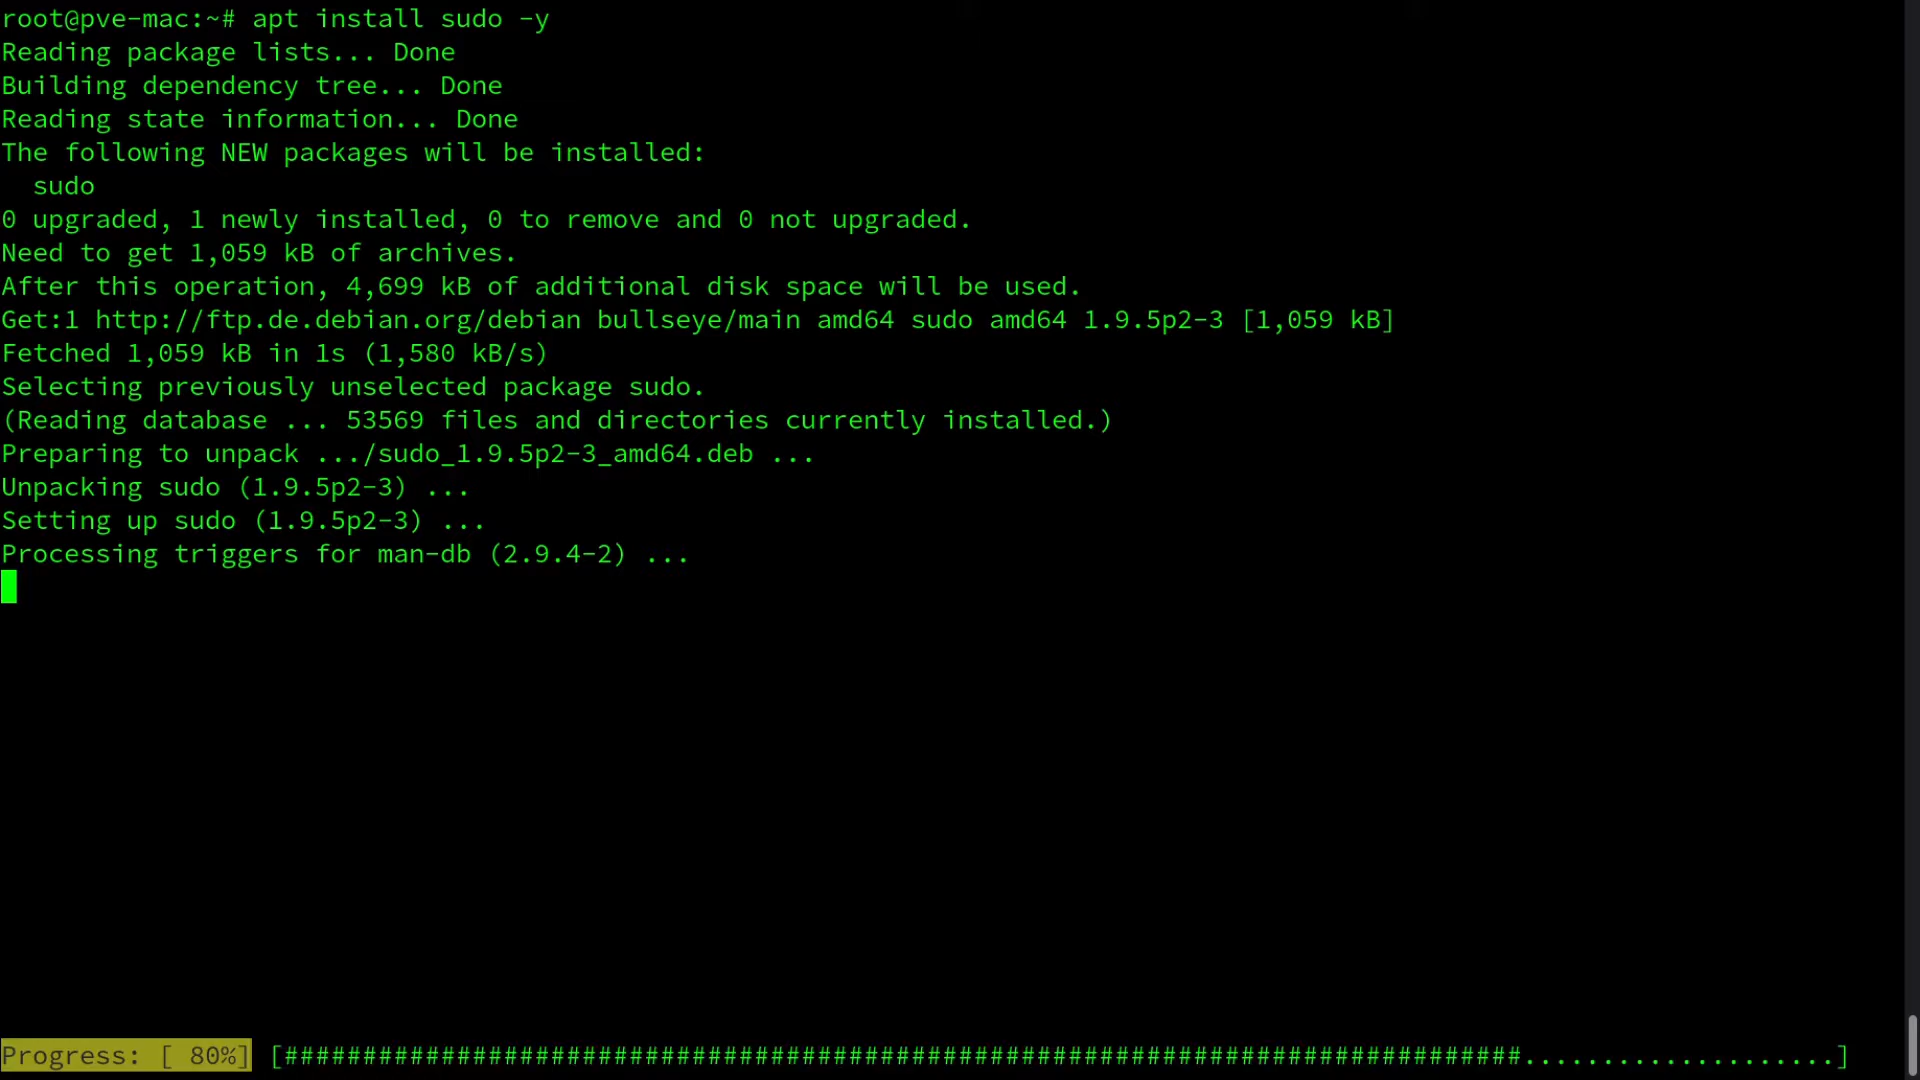 root@pve-mac:~# apt install sudo -y
Reading package lists... Done
Building dependency tree... Done
Reading state information... Done
The following NEW packages will be installed:
  sudo
0 upgraded, 1 newly installed, 0 to remove and 0 not upgraded.
Need to get 1,059 kB of archives.
After this operation, 4,699 kB of additional disk space will be used.
Get:1 http://ftp.de.debian.org/debian bullseye/main amd64 sudo amd64 1.9.5p2-3 [1,059 kB]
Fetched 1,059 kB in 1s (1,580 kB/s)
Selecting previously unselected package sudo.
(Reading database ... 53569 files and directories currently installed.)
Preparing to unpack .../sudo_1.9.5p2-3_amd64.deb ...
Unpacking sudo (1.9.5p2-3) ...
Setting up sudo (1.9.5p2-3) ...
Processing triggers for man-db (2.9.4-2) ...
Progress: [ 80%] [###############################################################################....................]